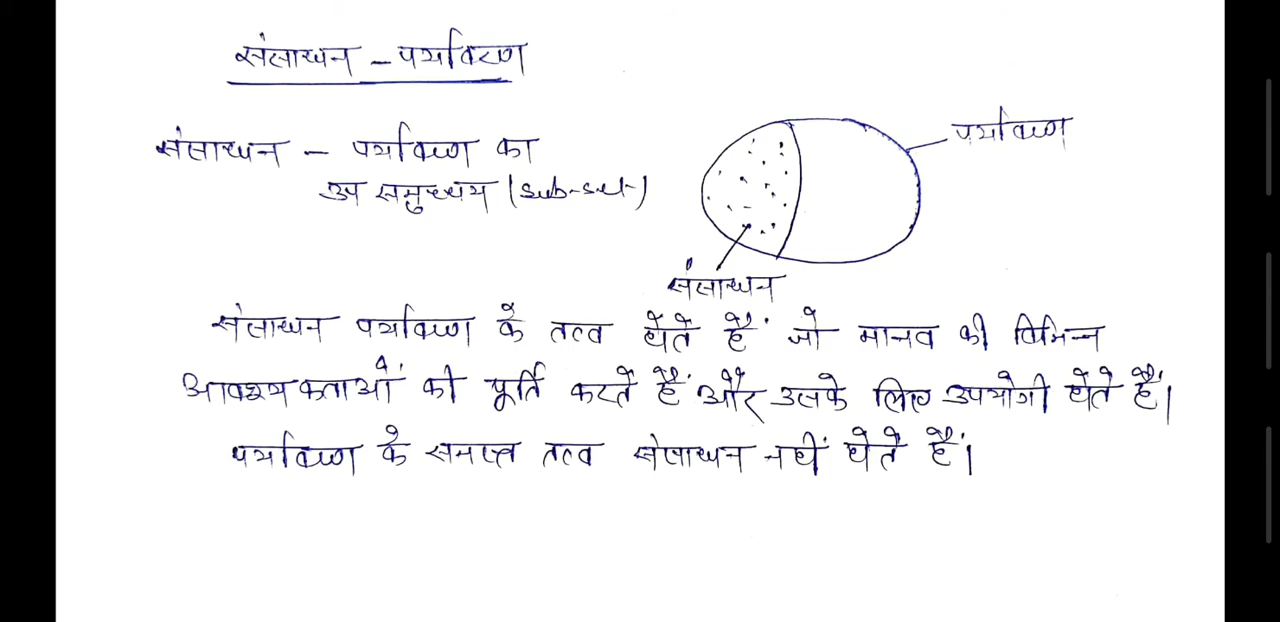 संसाधन - पर्यावरण
संसाधन - पर्यावरण का
उप समुच्चय (sub-set)
पर्यावरण
संसाधन
संसाधन पर्यावरण के तत्व होते हैं जो मानव की विभिन्न
आवश्यकताओं की पूर्ति करते हैं और उसके लिए उपयोगी होते हैं।
पर्यावरण के समस्त तत्व संसाधन नहीं होते हैं।